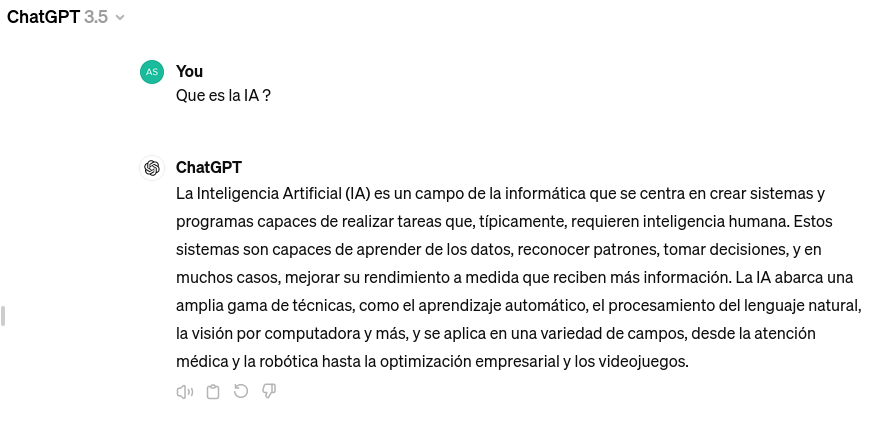 ChatGPT 3.5
AS
You
Que es la IA ?
ChatGPT
La Inteligencia Artificial (IA) es un campo de la informática que se centra en crear sistemas y
programas capaces de realizar tareas que, típicamente, requieren inteligencia humana. Estos
sistemas son capaces de aprender de los datos, reconocer patrones, tomar decisiones, y en
muchos casos, mejorar su rendimiento a medida que reciben más información. La IA abarca una
amplia gama de técnicas, como el aprendizaje automático, el procesamiento del lenguaje natural,
la visión por computadora y más, y se aplica en una variedad de campos, desde la atención
médica y la robótica hasta la optimización empresarial y los videojuegos.